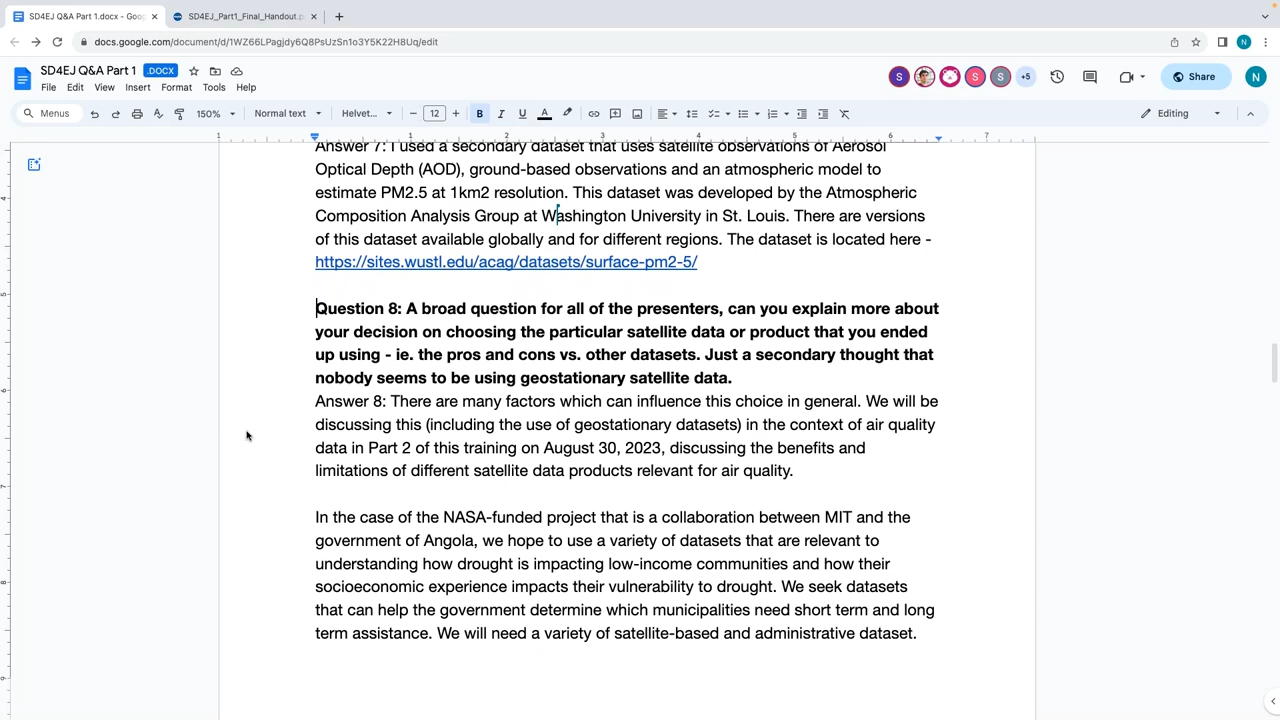 SD4EJ Q&A Part 1.docx - Goog
SD4EJ_Part1_Final_Handout.p
docs.google.com/document/d/1WZ66LPagjdy6Q8PsUzSn1o3Y5K22H8Uq/edit
N
SD4EJ Q&A Part 1 .DOCX
S S S +5 Share N
File Edit View Insert Format Tools Help
Menus 150% Normal text Helvet... 12 B I U A Editing
1 1 2 3 4 5 6 7
Answer 7: I used a secondary dataset that uses satellite observations of Aerosol
Optical Depth (AOD), ground-based observations and an atmospheric model to
estimate PM2.5 at 1km2 resolution. This dataset was developed by the Atmospheric
Composition Analysis Group at Washington University in St. Louis. There are versions
of this dataset available globally and for different regions. The dataset is located here -
https://sites.wustl.edu/acag/datasets/surface-pm2-5/
Question 8: A broad question for all of the presenters, can you explain more about
your decision on choosing the particular satellite data or product that you ended
up using - ie. the pros and cons vs. other datasets. Just a secondary thought that
nobody seems to be using geostationary satellite data.
Answer 8: There are many factors which can influence this choice in general. We will be
discussing this (including the use of geostationary datasets) in the context of air quality
data in Part 2 of this training on August 30, 2023, discussing the benefits and
limitations of different satellite data products relevant for air quality.
In the case of the NASA-funded project that is a collaboration between MIT and the
government of Angola, we hope to use a variety of datasets that are relevant to
understanding how drought is impacting low-income communities and how their
socioeconomic experience impacts their vulnerability to drought. We seek datasets
that can help the government determine which municipalities need short term and long
term assistance. We will need a variety of satellite-based and administrative dataset.